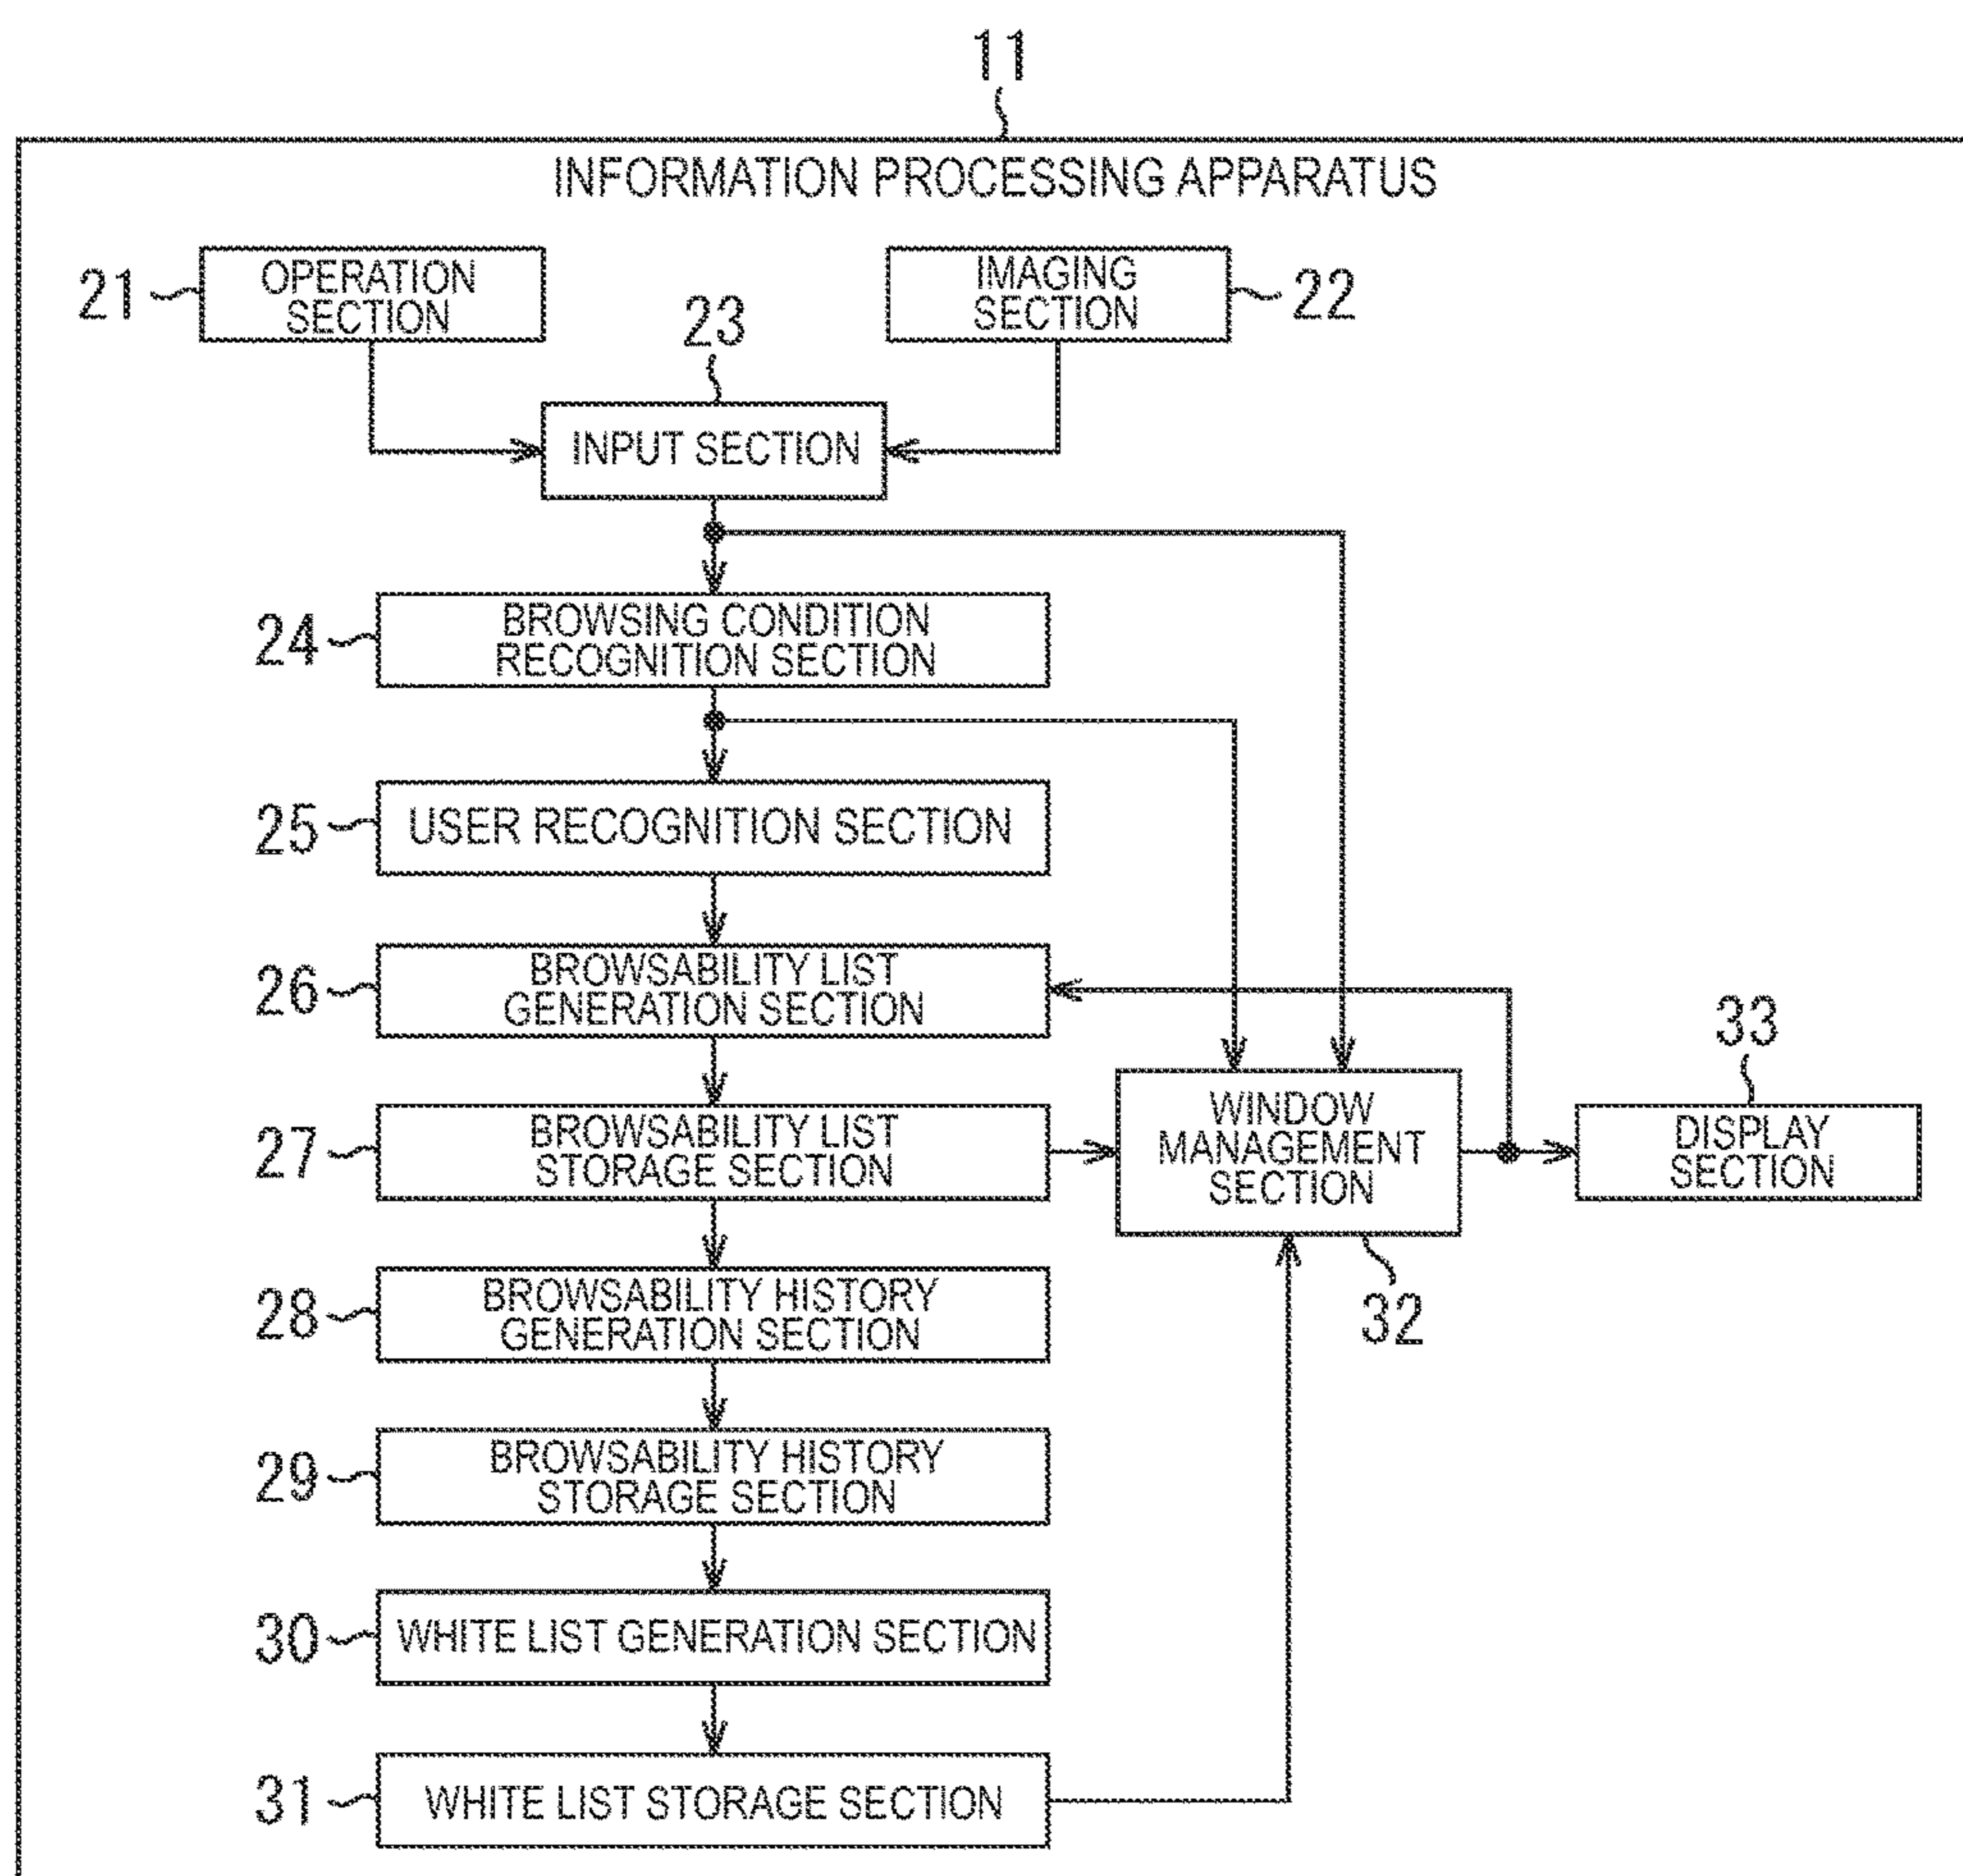 11
INFORMATION PROCESSING APPARATUS
21
OPERATION
SECTION
IMAGING
SECTION
22
23
INPUT SECTION
24
BROWSING CONDITION
RECOGNITION SECTION
25
USER RECOGNITION SECTION
26
BROWSABILITY LIST
GENERATION SECTION
27
BROWSABILITY LIST
STORAGE SECTION
WINDOW
MANAGEMENT
SECTION
32
33
DISPLAY
SECTION
28
BROWSABILITY HISTORY
GENERATION SECTION
29
BROWSABILITY HISTORY
STORAGE SECTION
30
WHITE LIST GENERATION SECTION
31
WHITE LIST STORAGE SECTION